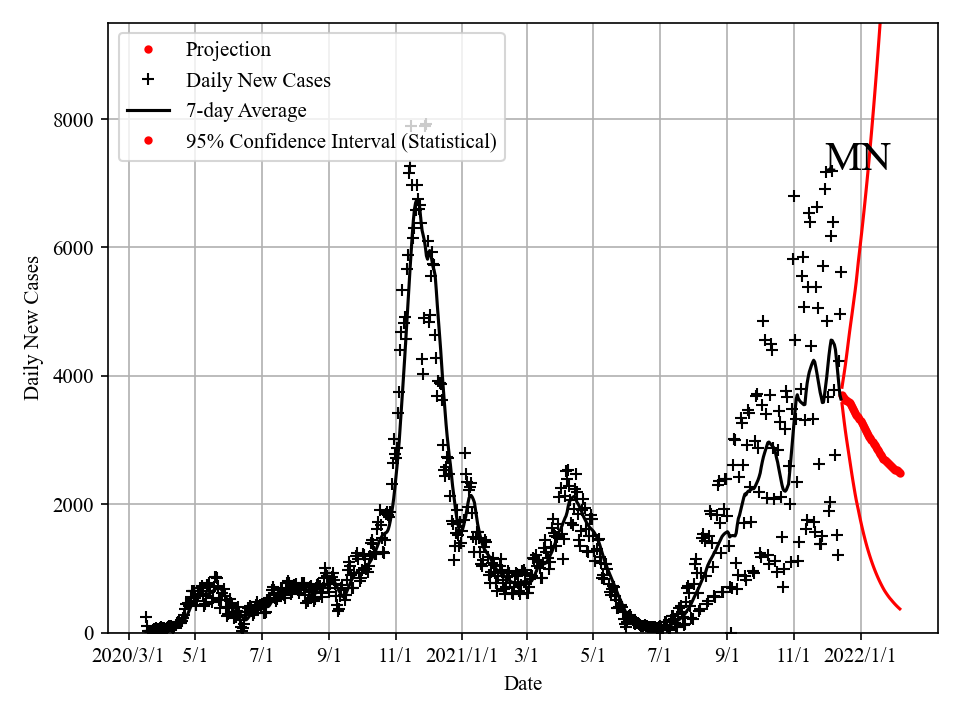 Projection
Daily New Cases
7-day Average
95% Confidence Interval (Statistical)
MN
8000
6000
4000
2000
0
Daily New Cases
2020/3/1 5/1 7/1 9/1 11/1 2021/1/1 3/1 5/1 7/1 9/1 11/1 2022/1/1
Date